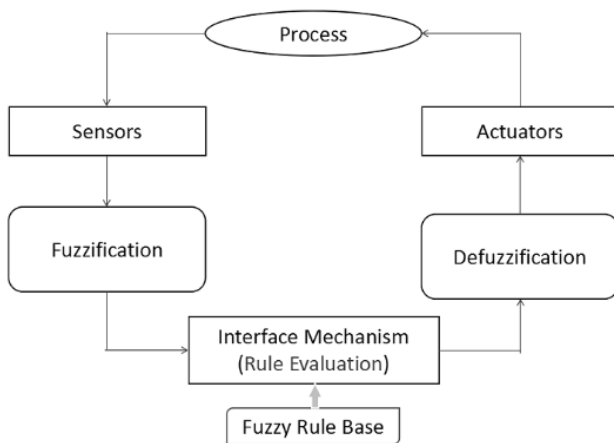 Process
Sensors
Actuators
Fuzzification
Defuzzification
Interface Mechanism
(Rule Evaluation)
Fuzzy Rule Base